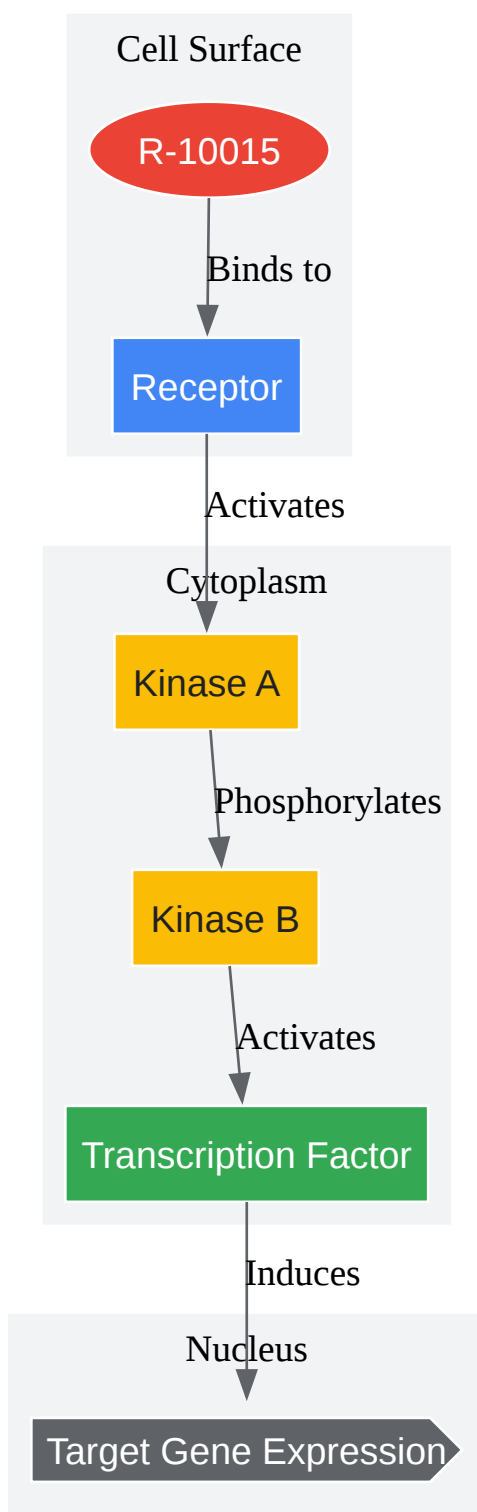 Cell Surface
R-10015
Binds to
Receptor
Activates
Cytoplasm
Kinase A
Phosphorylates
Kinase B
Activates
Transcription Factor
Induces
Nucleus
Target Gene Expression